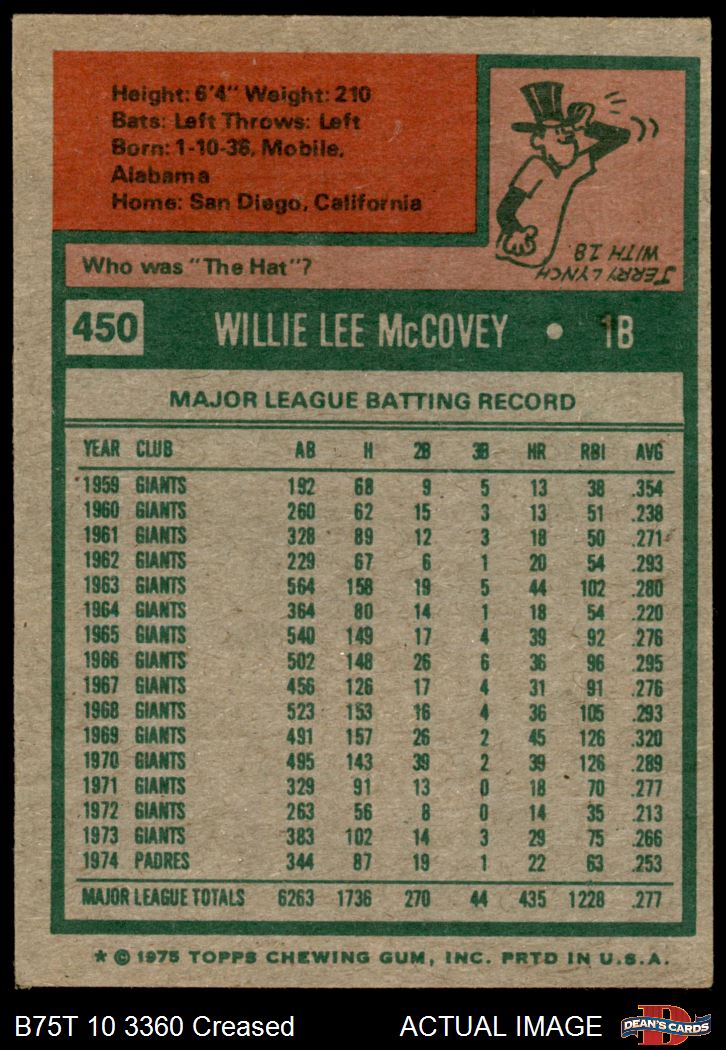 Height: 6'4" Weight: 210
Bats: Left Throws: Left
Born: 1-10-38, Mobile,
Alabama
Home: San Diego, California
JERRY LYNCH
WITH 18
Who was "The Hat"?
450 WILLIE LEE McCOVEY • 1B
MAJOR LEAGUE BATTING RECORD
YEAR CLUB AB H 2B 3B HR RBI AVG
1959 GIANTS 192 68 9 5 13 38 .354
1960 GIANTS 260 62 15 3 13 51 .238
1961 GIANTS 328 89 12 3 18 50 .271
1962 GIANTS 229 67 6 1 20 54 .293
1963 GIANTS 564 158 19 5 44 102 .280
1964 GIANTS 364 80 14 1 18 54 .220
1965 GIANTS 540 149 17 4 39 92 .276
1966 GIANTS 502 148 26 6 36 96 .295
1967 GIANTS 456 126 17 4 31 91 .276
1968 GIANTS 523 153 16 4 36 105 .293
1969 GIANTS 491 157 26 2 45 126 .320
1970 GIANTS 495 143 39 2 39 126 .289
1971 GIANTS 329 91 13 0 18 70 .277
1972 GIANTS 263 56 8 0 14 35 .213
1973 GIANTS 383 102 14 3 29 75 .266
1974 PADRES 344 87 19 1 22 63 .253
MAJOR LEAGUE TOTALS 6263 1736 270 44 435 1228 .277
* © 1975 TOPPS CHEWING GUM, INC. PRTD IN U.S.A.
B75T 10 3360 Creased ACTUAL IMAGE
D
DEAN'S CARDS